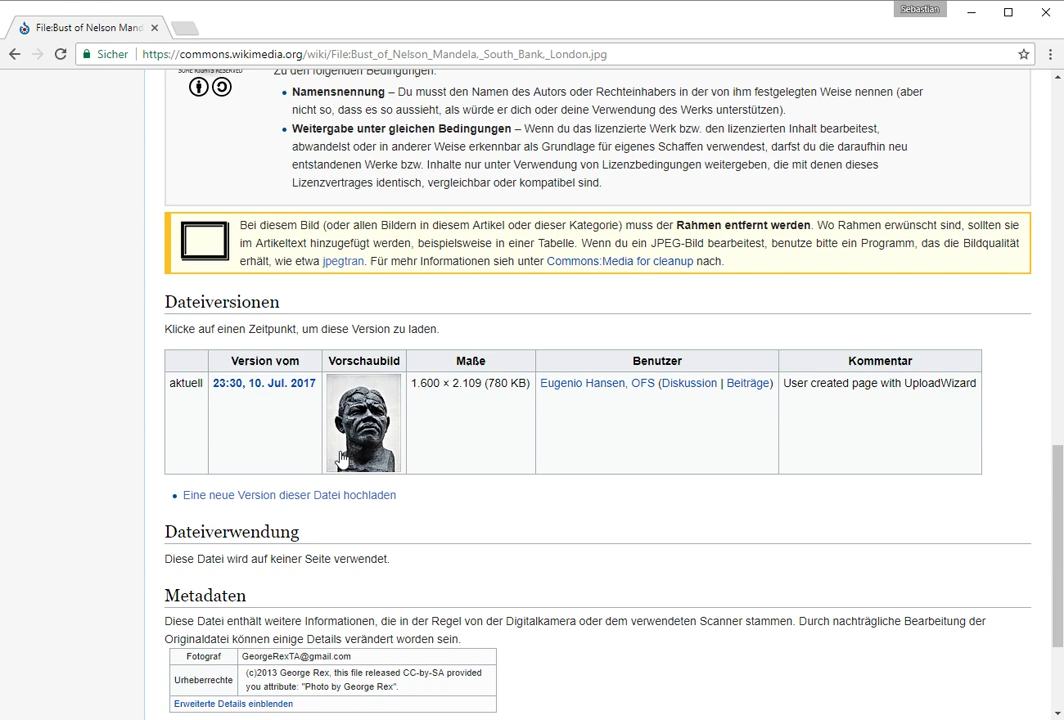 Sebastian
File:Bust of Nelson Mand
Sicher
https://commons.wikimedia.org/wiki/File:Bust_of_Nelson_Mandela,_South_Bank,_London.jpg
SOME RIGHTS RESERVED
Zu den folgenden Bedingungen:
Namensnennung – Du musst den Namen des Autors oder Rechteinhabers in der von ihm festgelegten Weise nennen (aber
nicht so, dass es so aussieht, als würde er dich oder deine Verwendung des Werks unterstützen).
Weitergabe unter gleichen Bedingungen – Wenn du das lizenzierte Werk bzw. den lizenzierten Inhalt bearbeitest,
abwandelst oder in anderer Weise erkennbar als Grundlage für eigenes Schaffen verwendest, darfst du die daraufhin neu
entstandenen Werke bzw. Inhalte nur unter Verwendung von Lizenzbedingungen weitergeben, die mit denen dieses
Lizenzvertrages identisch, vergleichbar oder kompatibel sind.
Bei diesem Bild (oder allen Bildern in diesem Artikel oder dieser Kategorie) muss der Rahmen entfernt werden. Wo Rahmen erwünscht sind, sollten sie
im Artikeltext hinzugefügt werden, beispielsweise in einer Tabelle. Wenn du ein JPEG-Bild bearbeitest, benutze bitte ein Programm, das die Bildqualität
erhält, wie etwa jpegtran. Für mehr Informationen sieh unter Commons:Media for cleanup nach.
Dateiversionen
Klicke auf einen Zeitpunkt, um diese Version zu laden.
Version vom Vorschaubild Maße Benutzer Kommentar
aktuell 23:30, 10. Jul. 2017 1.600 × 2.109 (780 KB) Eugenio Hansen, OFS (Diskussion | Beiträge) User created page with UploadWizard
Eine neue Version dieser Datei hochladen
Dateiverwendung
Diese Datei wird auf keiner Seite verwendet.
Metadaten
Diese Datei enthält weitere Informationen, die in der Regel von der Digitalkamera oder dem verwendeten Scanner stammen. Durch nachträgliche Bearbeitung der
Originaldatei können einige Details verändert worden sein.
Fotograf GeorgeRexTA@gmail.com
Urheberrechte (c)2013 George Rex, this file released CC-by-SA provided
you attribute: "Photo by George Rex".
Erweiterte Details einblenden